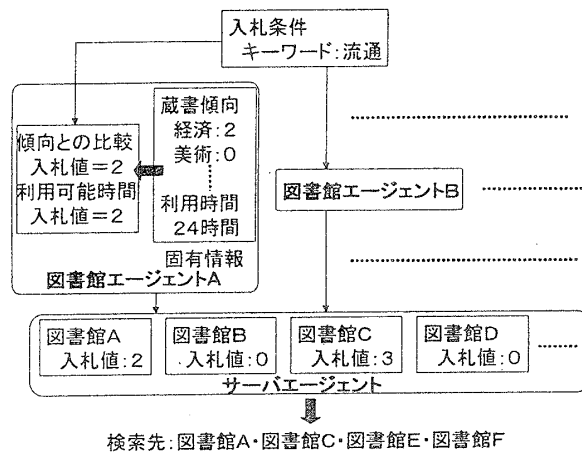 入札条件
キーワード：流通
蔵書傾向
経済：2
美術：0
利用時間
24時間
固有情報
傾向との比較
入札値＝2
利用可能時間
入札値＝2
図書館エージェントA
図書館エージェントB
図書館A
入札値：2
図書館B
入札値：0
図書館C
入札値：3
図書館D
入札値：0
サーバエージェント
検索先：図書館A・図書館C・図書館E・図書館F